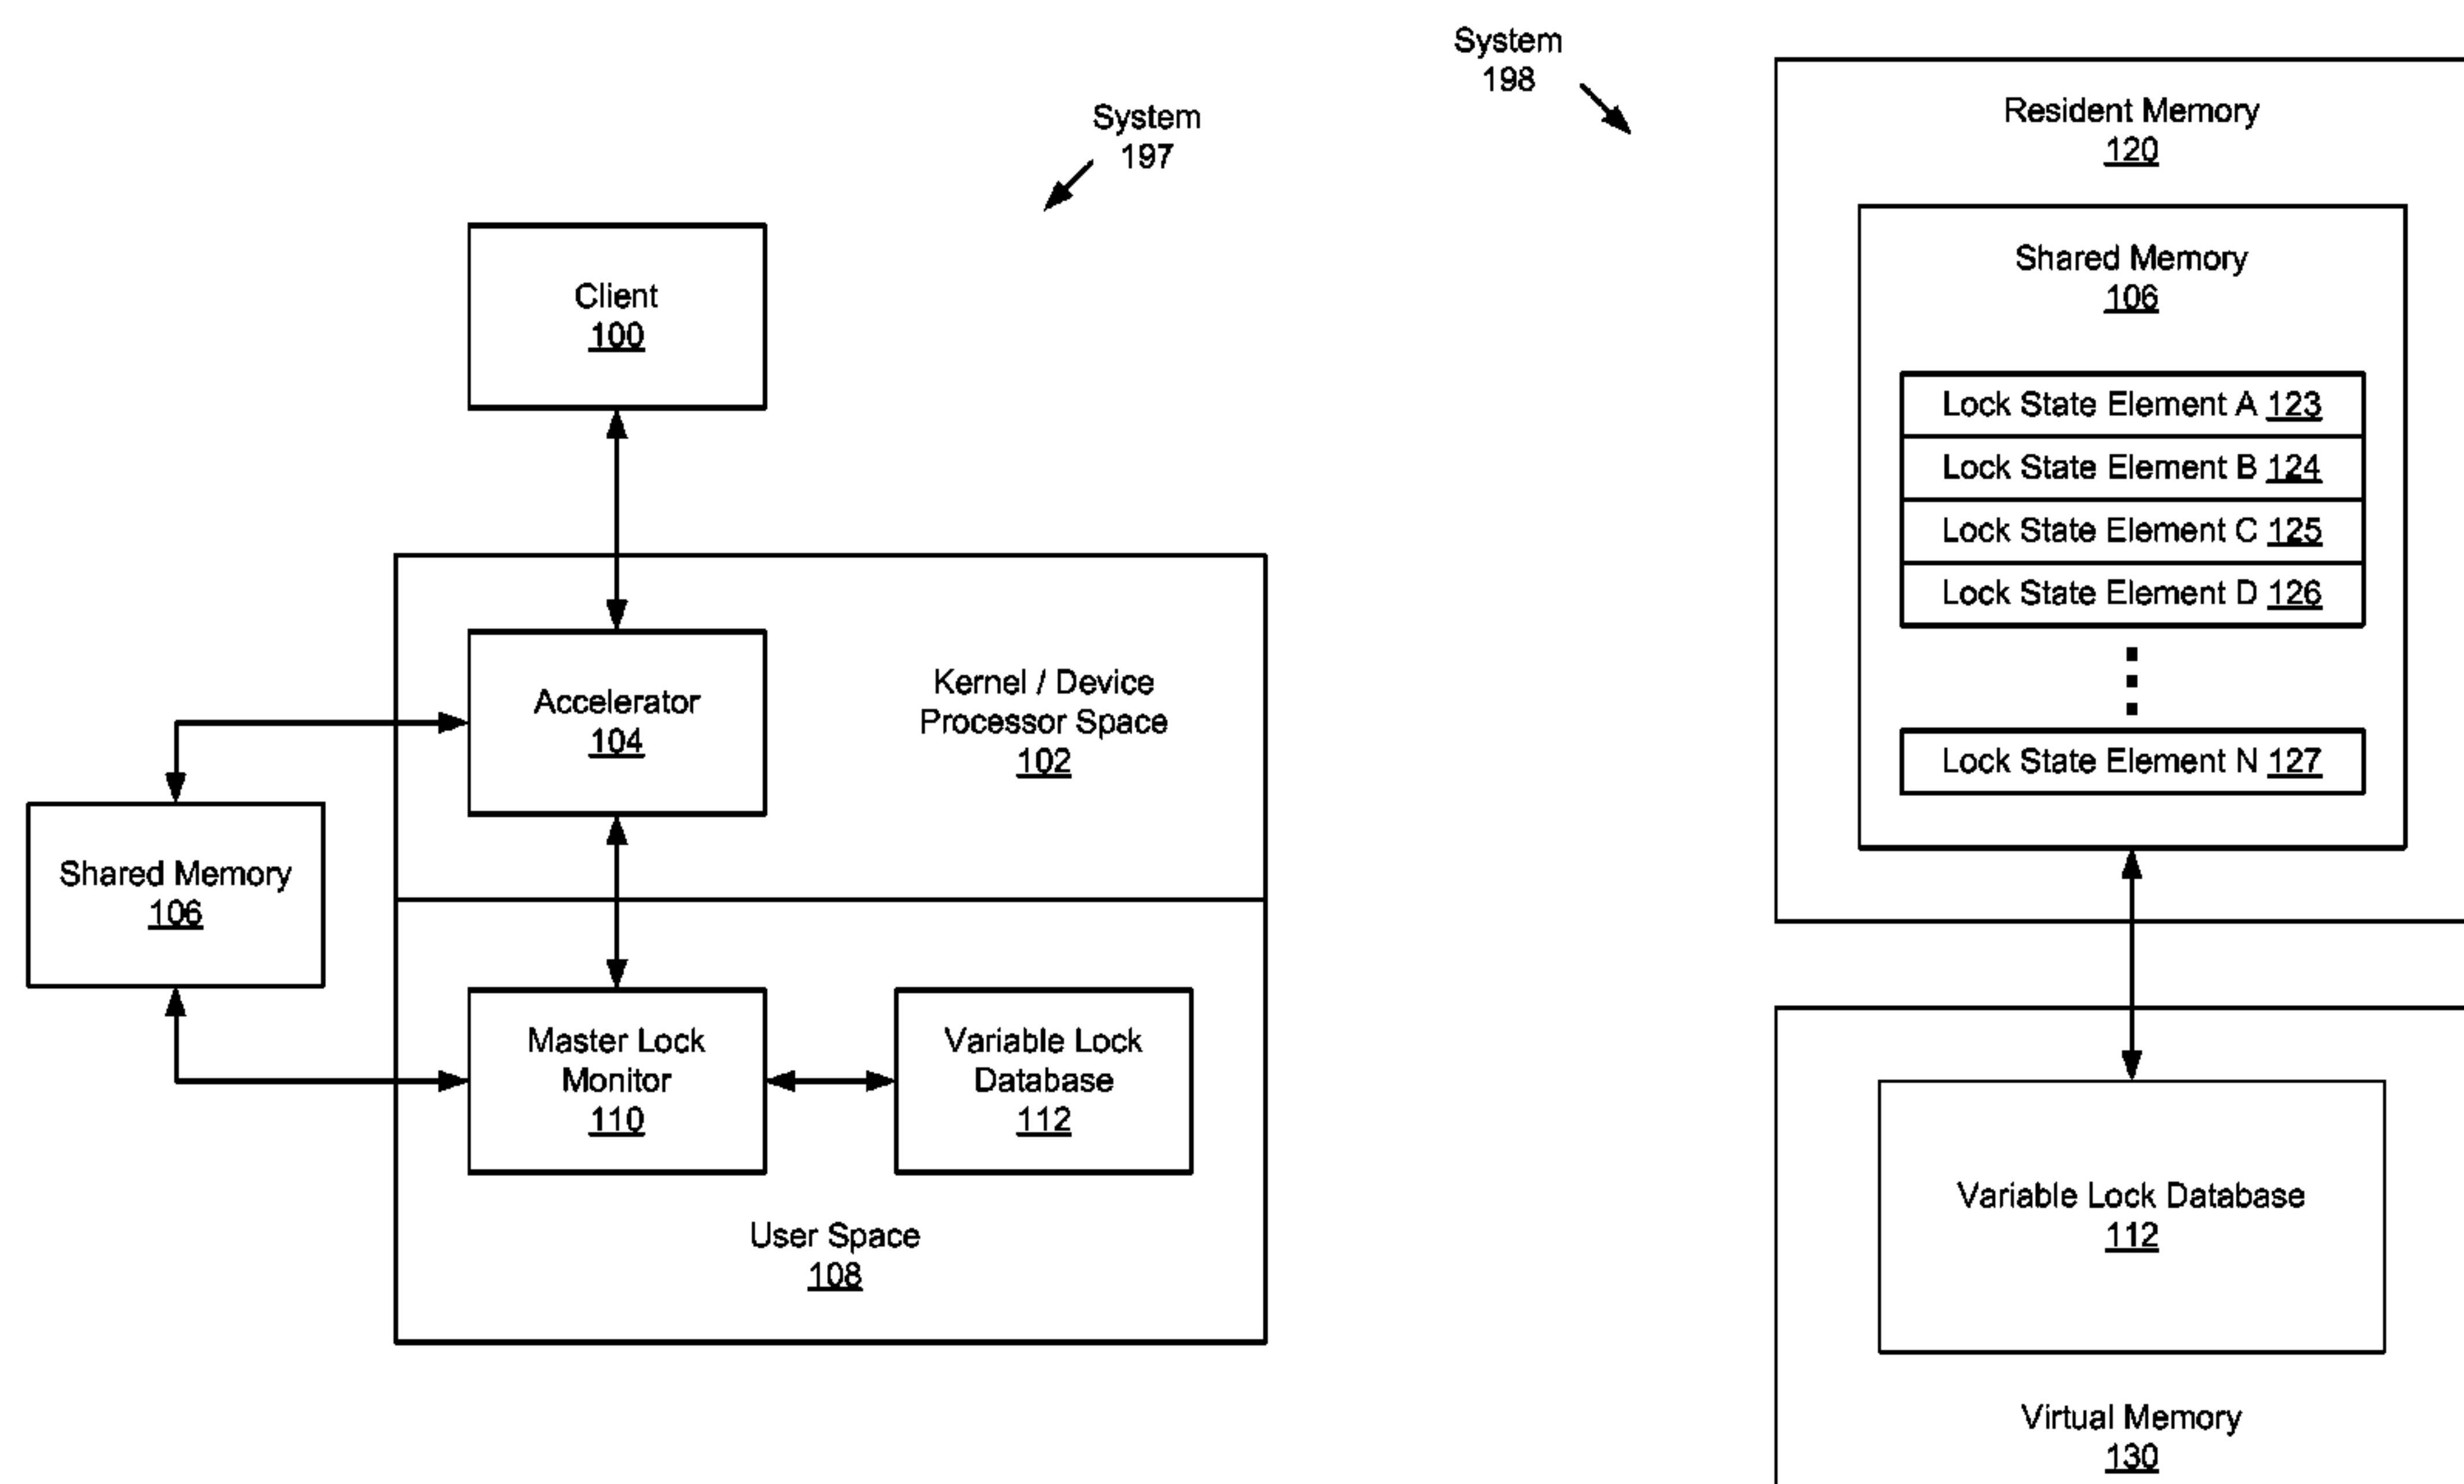 System
197
Client
100
Accelerator
104
Kernel / Device
Processor Space
102
Shared Memory
106
Master Lock
Monitor
110
Variable Lock
Database
112
User Space
108
System
198
Resident Memory
120
Shared Memory
106
Lock State Element A 123
Lock State Element B 124
Lock State Element C 125
Lock State Element D 126
Lock State Element N 127
Variable Lock Database
112
Virtual Memory
130